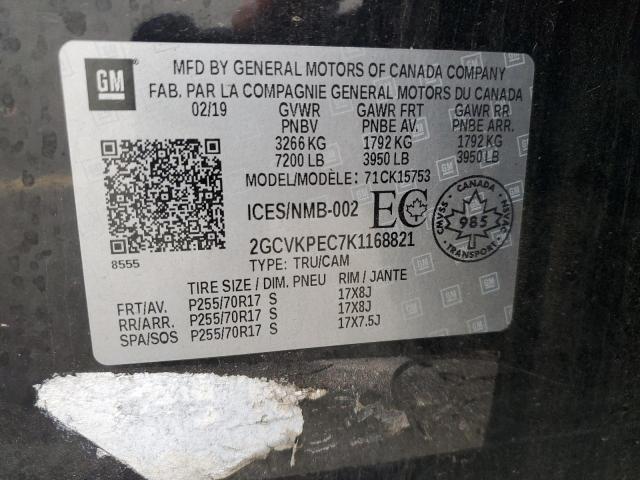 GM
MFD BY GENERAL MOTORS OF CANADA COMPANY
FAB. PAR LA COMPAGNIE GENERAL MOTORS DU CANADA
02/19 GVWR GAWR FRT GAWR RR
PNBV PNBE AV. PNBE ARR.
3266 KG 1792 KG 1792 KG
7200 LB 3950 LB 3950 LB
MODEL/MODÈLE: 71CK15753
ICES/NMB-002 EC
CANADA
CMVSS 985 NSVAC
TRANSPORT
8555
2GCVKPEC7K1168821
TYPE: TRU/CAM
TIRE SIZE / DIM. PNEU RIM / JANTE
FRT/AV. P255/70R17 S 17X8J
RR/ARR. P255/70R17 S 17X8J
SPA/SOS P255/70R17 S 17X7.5J